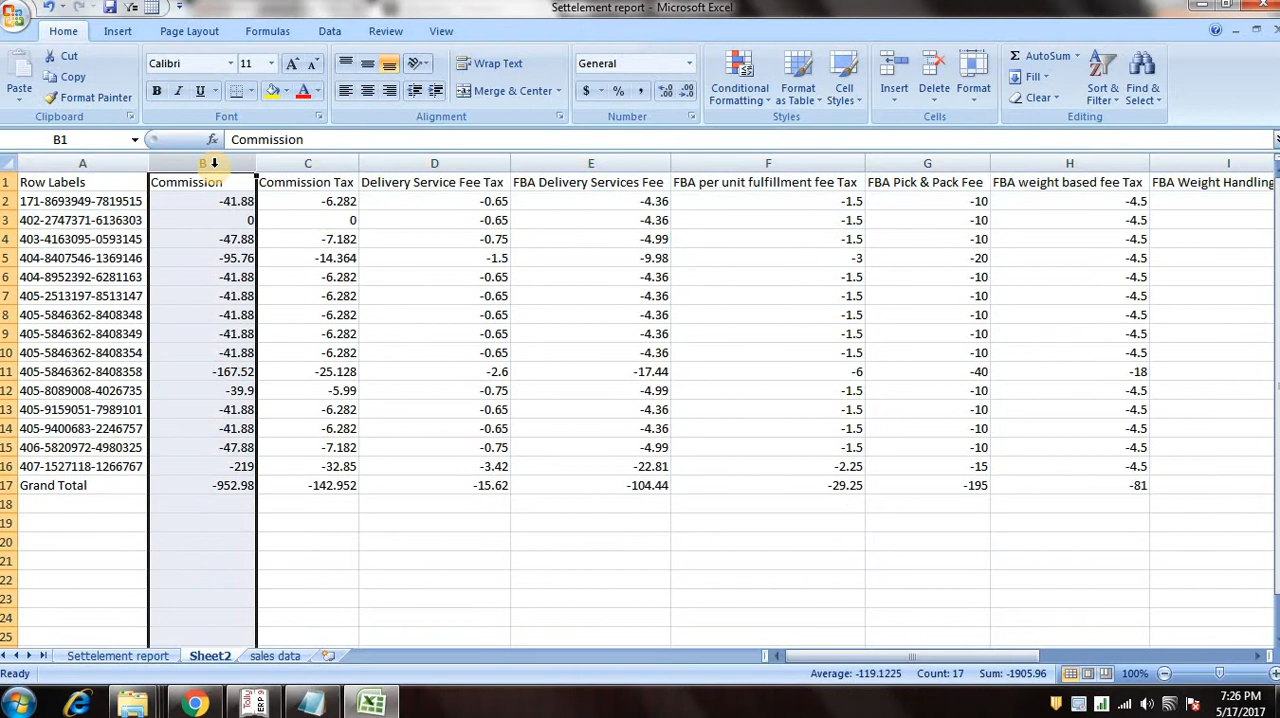 Settelement report - Microsoft Excel
Home Insert Page Layout Formulas Data Review View
Cut Calibri 11 Wrap Text General AutoSum
Copy Fill
Paste Format Painter B I U Merge & Center $ % , Conditional Formatting Format as Table Cell Styles Insert Delete Format Clear Sort & Filter Find & Select
Clipboard Font Alignment Number Styles Cells Editing
B1 fx Commission
A B C D E F G H I
1 Row Labels Commission Commission Tax Delivery Service Fee Tax FBA Delivery Services Fee FBA per unit fulfillment fee Tax FBA Pick & Pack Fee FBA weight based fee Tax FBA Weight Handling
2 171-8693949-7819515 -41.88 -6.282 -0.65 -4.36 -1.5 -10 -4.5
3 402-2747371-6136303 0 0 -0.65 -4.36 -1.5 -10 -4.5
4 403-4163095-0593145 -47.88 -7.182 -0.75 -4.99 -1.5 -10 -4.5
5 404-8407546-1369146 -95.76 -14.364 -1.5 -9.98 -3 -20 -4.5
6 404-8952392-6281163 -41.88 -6.282 -0.65 -4.36 -1.5 -10 -4.5
7 405-2513197-8513147 -41.88 -6.282 -0.65 -4.36 -1.5 -10 -4.5
8 405-5846362-8408348 -41.88 -6.282 -0.65 -4.36 -1.5 -10 -4.5
9 405-5846362-8408349 -41.88 -6.282 -0.65 -4.36 -1.5 -10 -4.5
10 405-5846362-8408354 -41.88 -6.282 -0.65 -4.36 -1.5 -10 -4.5
11 405-5846362-8408358 -167.52 -25.128 -2.6 -17.44 -6 -40 -18
12 405-8089008-4026735 -39.9 -5.99 -0.75 -4.99 -1.5 -10 -4.5
13 405-9159051-7989101 -41.88 -6.282 -0.65 -4.36 -1.5 -10 -4.5
14 405-9400683-2246757 -41.88 -6.282 -0.65 -4.36 -1.5 -10 -4.5
15 406-5820972-4980325 -47.88 -7.182 -0.75 -4.99 -1.5 -10 -4.5
16 407-1527118-1266767 -219 -32.85 -3.42 -22.81 -2.25 -15 -4.5
17 Grand Total -952.98 -142.952 -15.62 -104.44 -29.25 -195 -81
18
19
20
21
22
23
24
25
Settelement report Sheet2 sales data
Ready Average: -119.1225 Count: 17 Sum: -1905.96 100%
7:26 PM
Tally ERP 9
5/17/2017